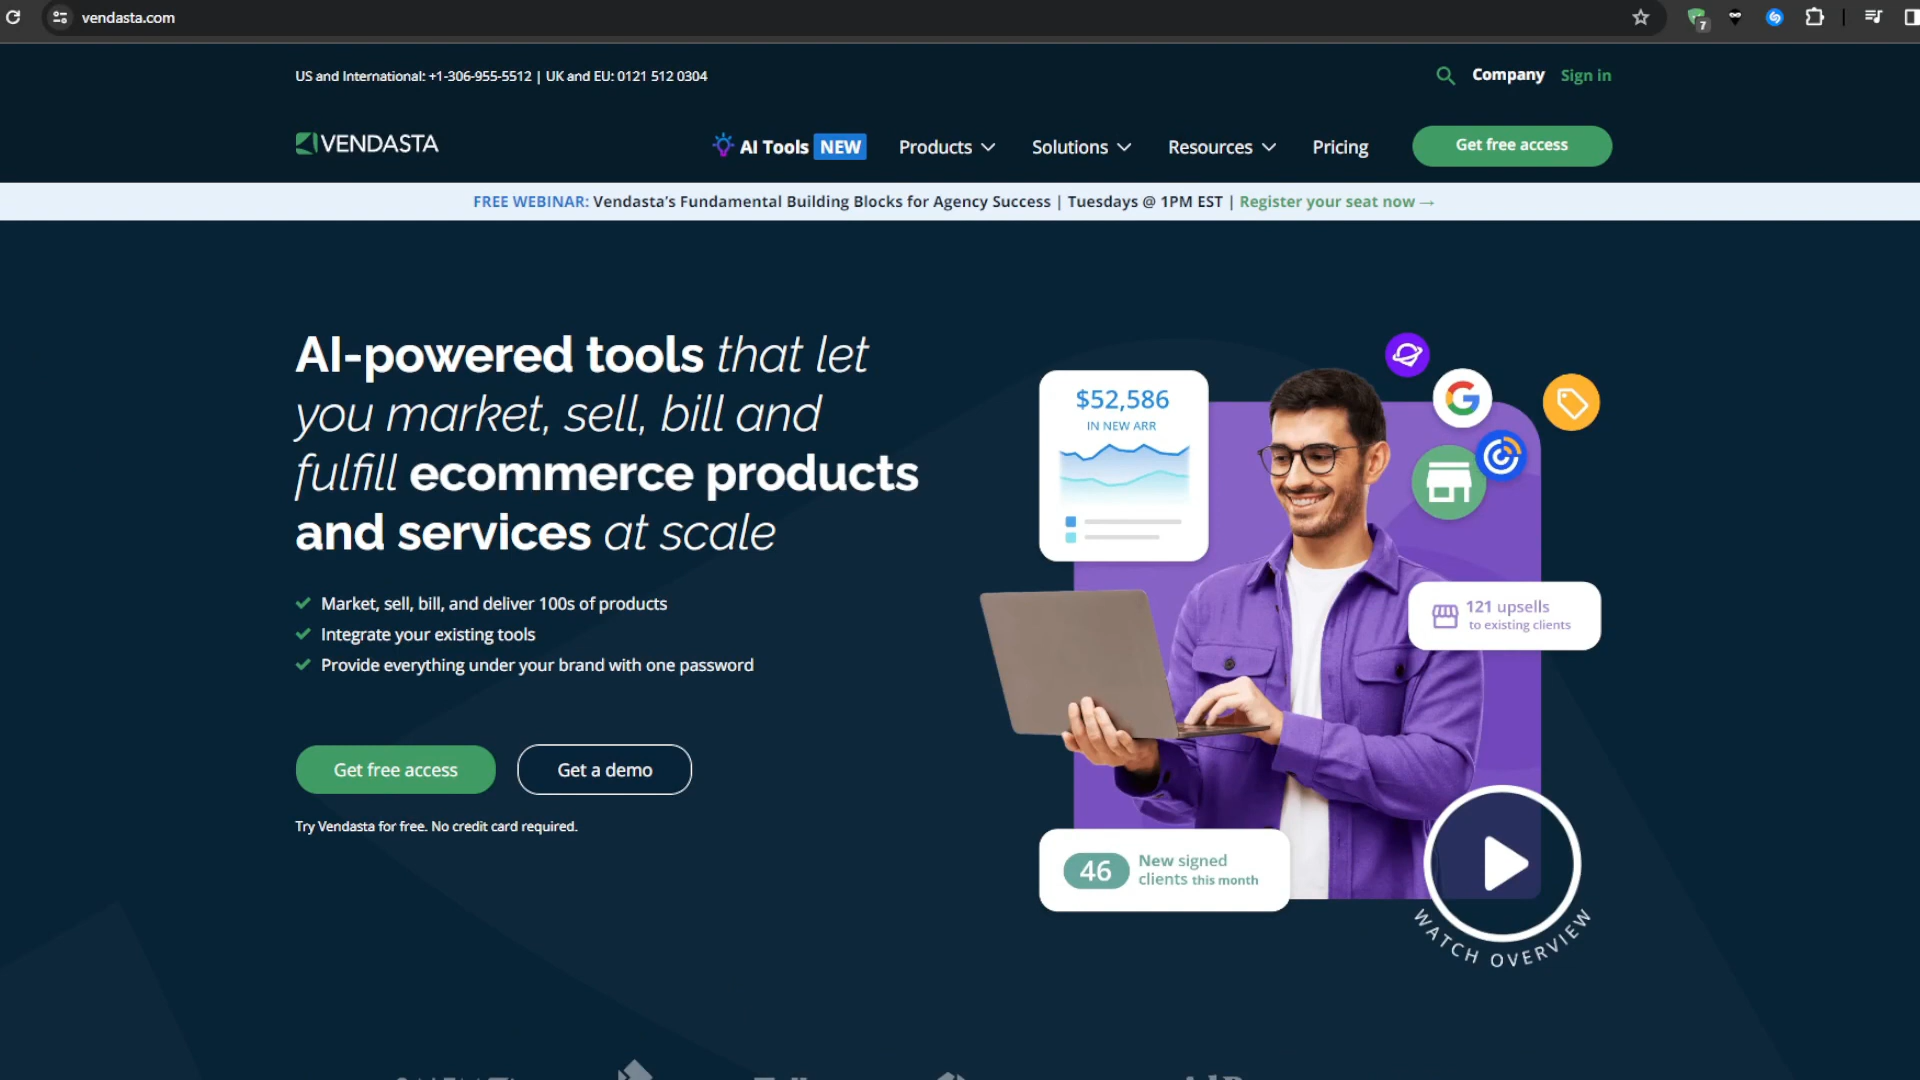 vendasta.com
7
US and International: +1-306-955-5512 | UK and EU: 0121 512 0304
Company Sign in
VENDASTA
AI Tools NEW Products Solutions Resources Pricing Get free access
FREE WEBINAR: Vendasta’s Fundamental Building Blocks for Agency Success | Tuesdays @ 1PM EST | Register your seat now →
AI-powered tools that let
you market, sell, bill and
fulfill ecommerce products
and services at scale
Market, sell, bill, and deliver 100s of products
Integrate your existing tools
Provide everything under your brand with one password
Get free access Get a demo
Try Vendasta for free. No credit card required.
$52,586
IN NEW ARR
G
121 upsells
to existing clients
46 New signed
clients this month
WATCH OVERVIEW